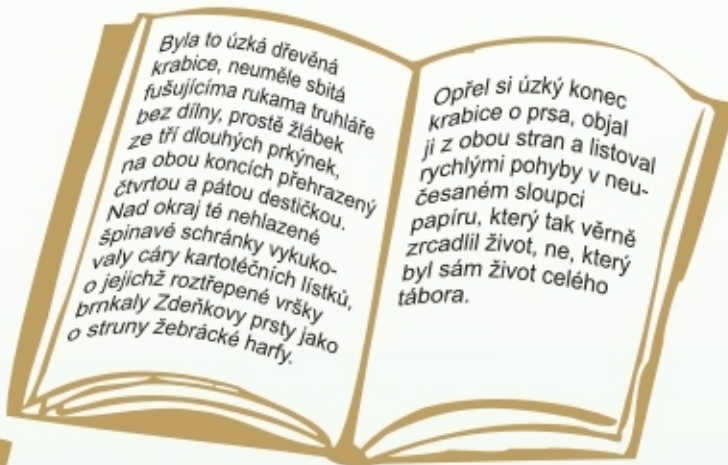 Byla to úzká dřevěná
krabice, neuměle sbitá
fušujícíma rukama truhláře
bez dílny, prostě žlábek
ze tří dlouhých prkýnek,
na obou koncích přehrazený
čtvrtou a pátou destičkou.
Nad okraj té nehlazené
špinavé schránky vykuko-
valy cáry kartotéčních lístků,
o jejichž roztřepené vršky
brnkaly Zdeňkovy prsty jako
o struny žebrácké harfy.
Opřel si úzký konec
krabice o prsa, objal
ji z obou stran a listoval
rychlými pohyby v neu-
česaném sloupci
papíru, který tak věrně
zrcadlil život, ne, který
byl sám život celého
tábora.